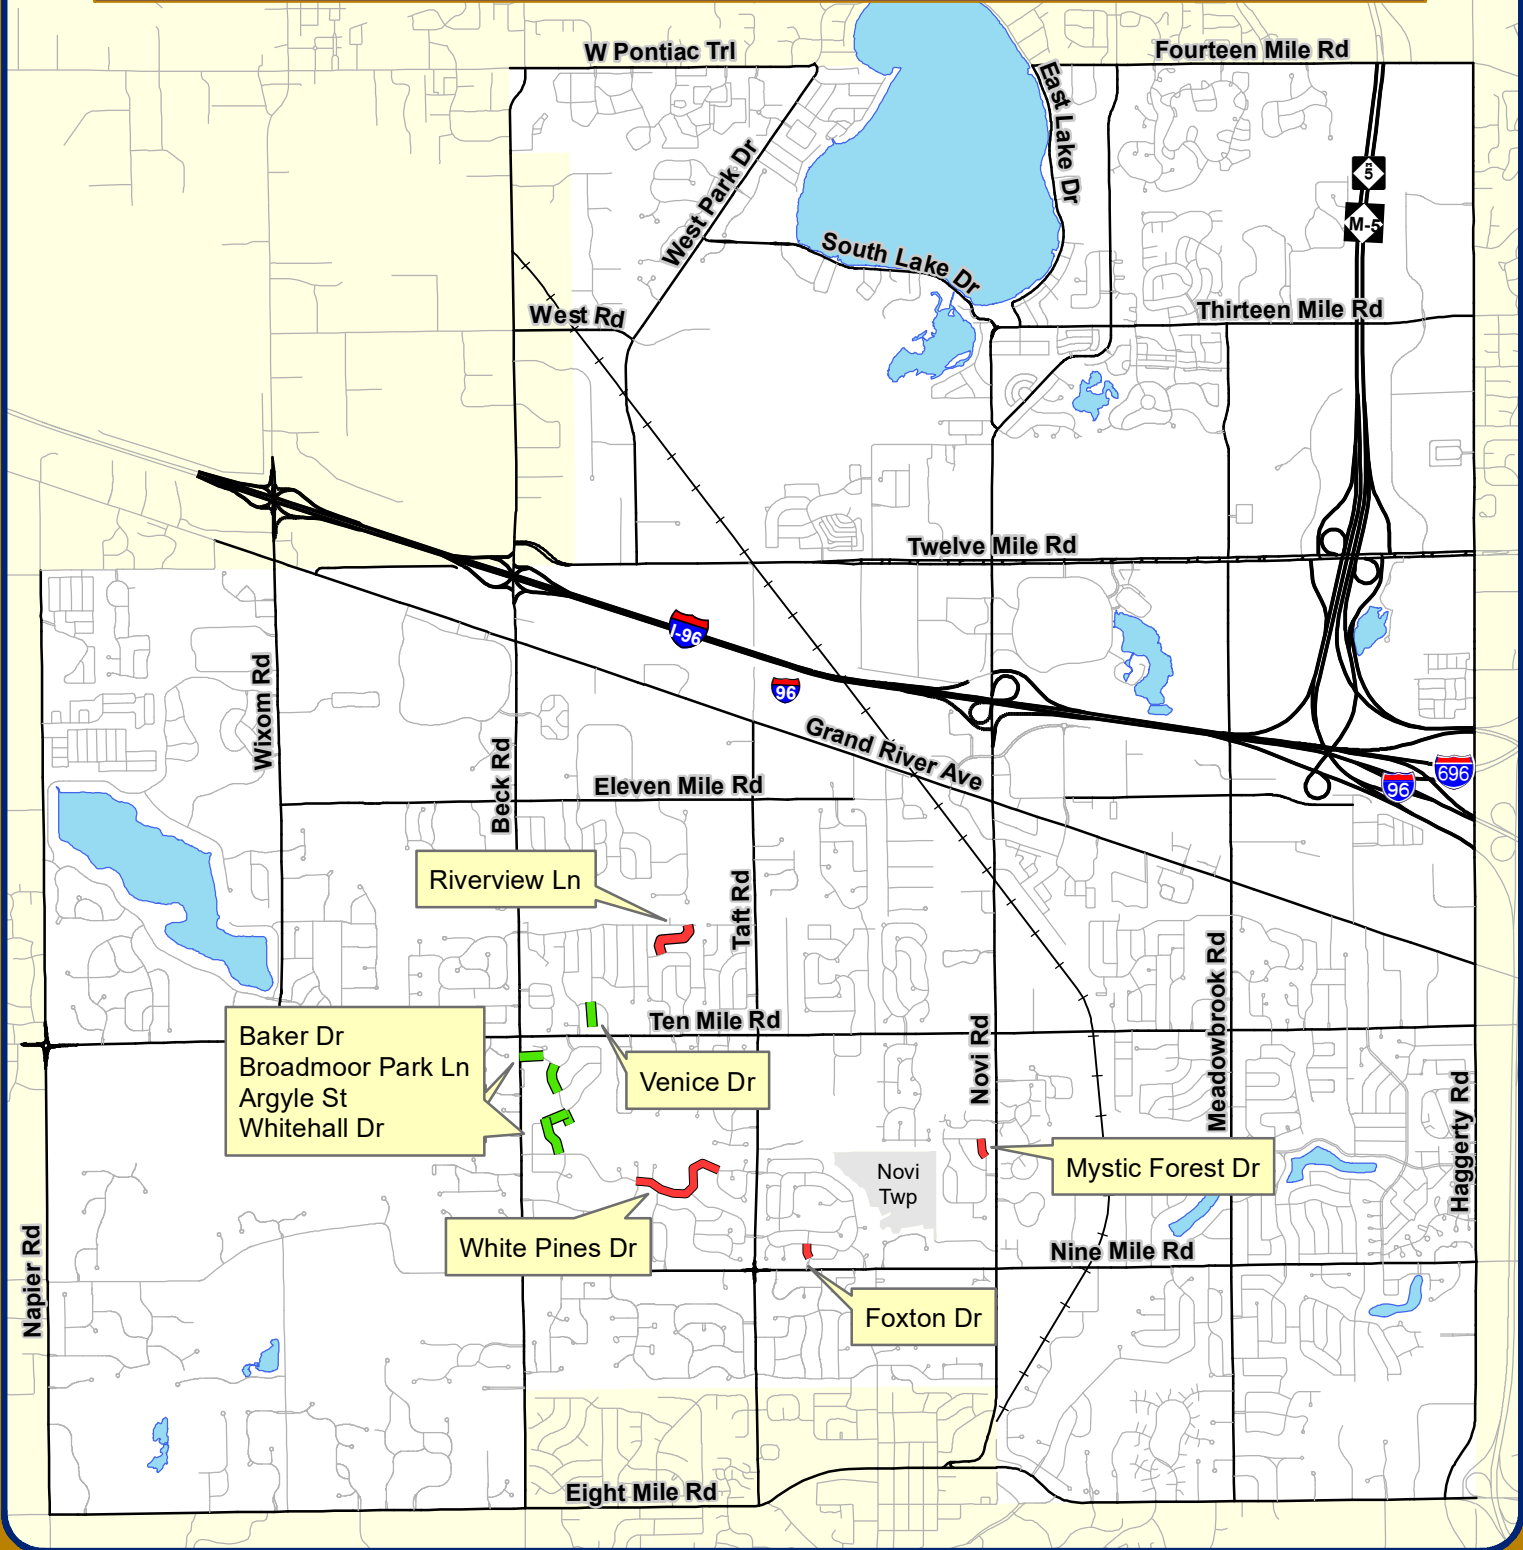 W Pontiac Trl
Fourteen Mile Rd
East Lake Dr
West Park Dr
M
5
M-5
South Lake Dr
West Rd
Thirteen Mile Rd
Twelve Mile Rd
I-96
96
Wixom Rd
Beck Rd
Grand River Ave
696
96
Eleven Mile Rd
Riverview Ln
Taft Rd
Meadowbrook Rd
Baker Dr
Broadmoor Park Ln
Argyle St
Whitehall Dr
Ten Mile Rd
Venice Dr
Novi Rd
Haggerty Rd
Mystic Forest Dr
Novi
Twp
Napier Rd
White Pines Dr
Nine Mile Rd
Foxton Dr
Eight Mile Rd